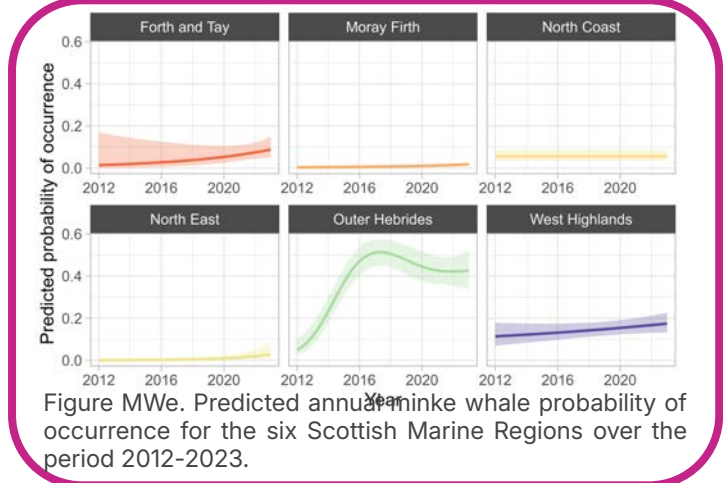 Forth and Tay
Moray Firth
North Coast
Predicted probability of occurrence
0.6
0.4
0.2
0.0
2012 2016 2020
2012 2016 2020
2012 2016 2020
North East
Outer Hebrides
West Highlands
0.6
0.4
0.2
0.0
2012 2016 2020
2012 2016 2020
2012 2016 2020
Year
Figure MWe. Predicted annual minke whale probability of
occurrence for the six Scottish Marine Regions over the
period 2012-2023.